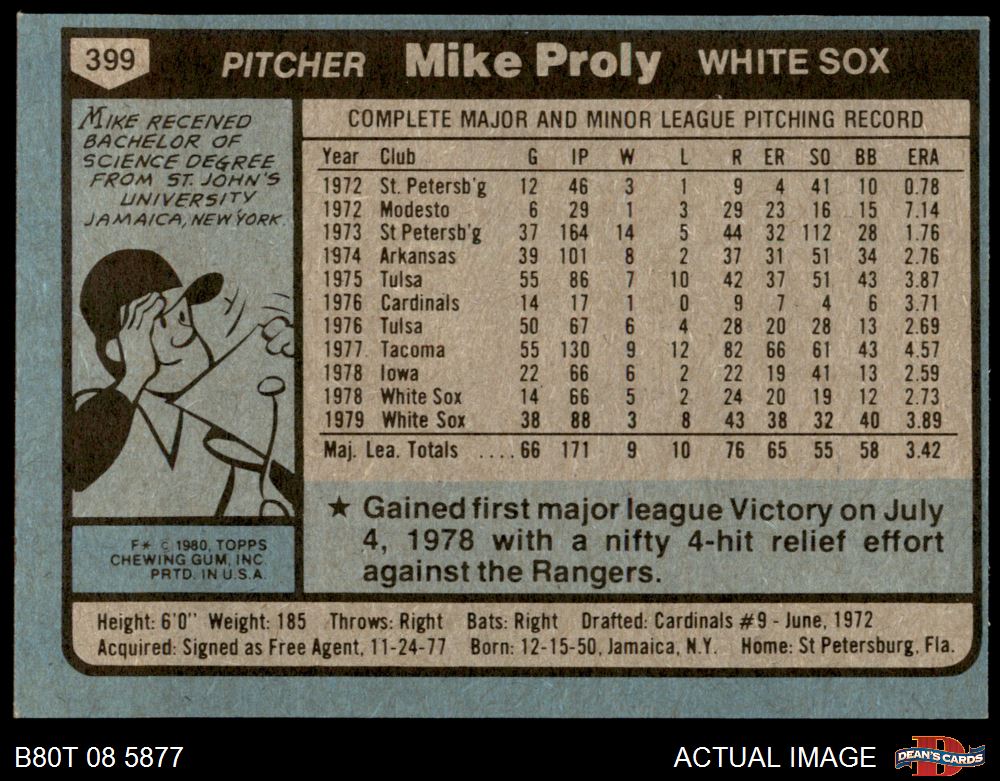 399 PITCHER Mike Proly WHITE SOX
MIKE RECEIVED
BACHELOR OF
SCIENCE DEGREE
FROM ST. JOHN'S
UNIVERSITY
JAMAICA, NEW YORK.
COMPLETE MAJOR AND MINOR LEAGUE PITCHING RECORD
Year Club G IP W L R ER SO BB ERA
1972 St. Petersb'g 12 46 3 1 9 4 41 10 0.78
1972 Modesto 6 29 1 3 29 23 16 15 7.14
1973 St Petersb'g 37 164 14 5 44 32 112 28 1.76
1974 Arkansas 39 101 8 2 37 31 51 34 2.76
1975 Tulsa 55 86 7 10 42 37 51 43 3.87
1976 Cardinals 14 17 1 0 9 7 4 6 3.71
1976 Tulsa 50 67 6 4 28 20 28 13 2.69
1977 Tacoma 55 130 9 12 82 66 61 43 4.57
1978 Iowa 22 66 6 2 22 19 41 13 2.59
1978 White Sox 14 66 5 2 24 20 19 12 2.73
1979 White Sox 38 88 3 8 43 38 32 40 3.89
Maj. Lea. Totals ....66 171 9 10 76 65 55 58 3.42
★ Gained first major league Victory on July
4, 1978 with a nifty 4-hit relief effort
against the Rangers.
F* © 1980, TOPPS
CHEWING GUM, INC.
PRTD. IN U.S.A.
Height: 6'0" Weight: 185 Throws: Right Bats: Right Drafted: Cardinals #9 - June, 1972
Acquired: Signed as Free Agent, 11-24-77 Born: 12-15-50, Jamaica, N.Y. Home: St Petersburg, Fla.
B80T 08 5877 ACTUAL IMAGE D DEAN'S CARDS